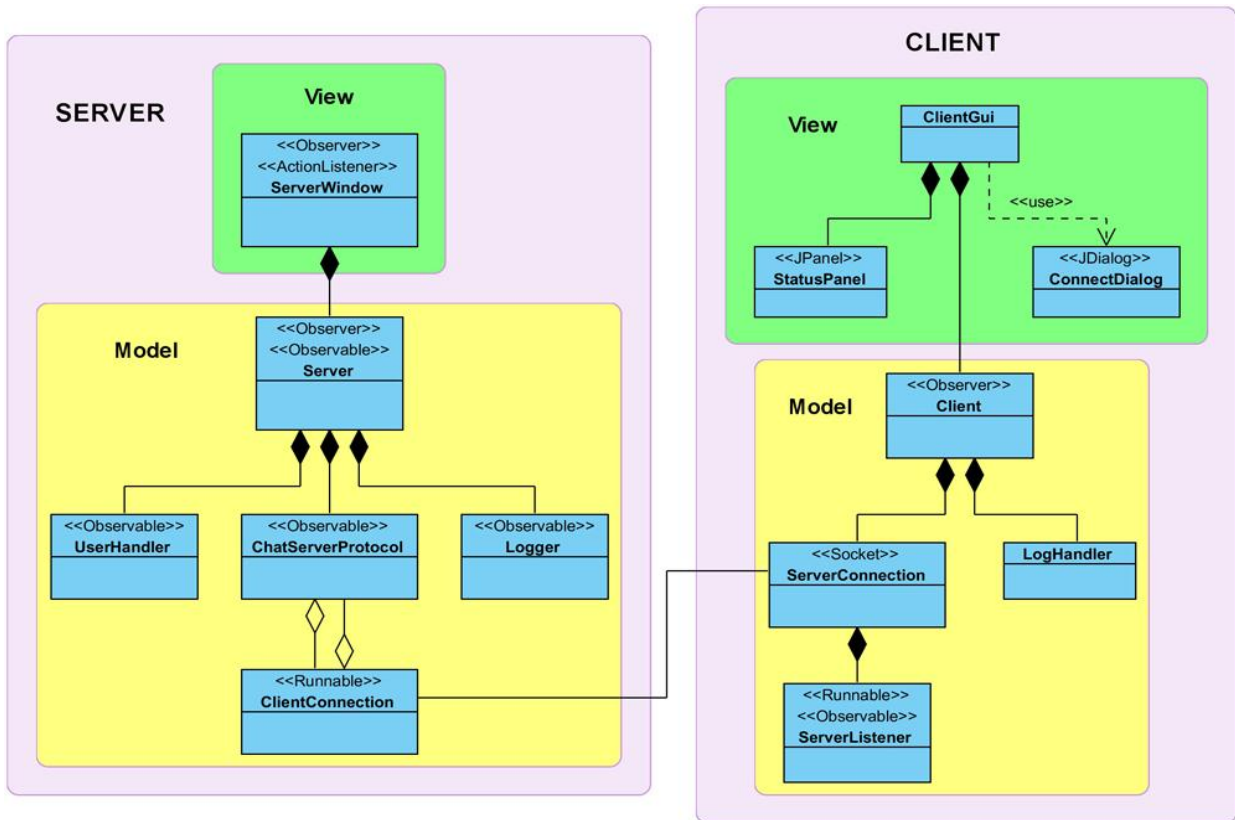 SERVER
View
<<Observer>>
<<ActionListener>>
ServerWindow
Model
<<Observer>>
<<Observable>>
Server
<<Observable>>
UserHandler
<<Observable>>
ChatServerProtocol
<<Observable>>
Logger
<<Runnable>>
ClientConnection
CLIENT
View
ClientGui
<<use>>
<<JPanel>>
StatusPanel
<<JDialog>>
ConnectDialog
Model
<<Observer>>
Client
<<Socket>>
ServerConnection
LogHandler
<<Runnable>>
<<Observable>>
ServerListener